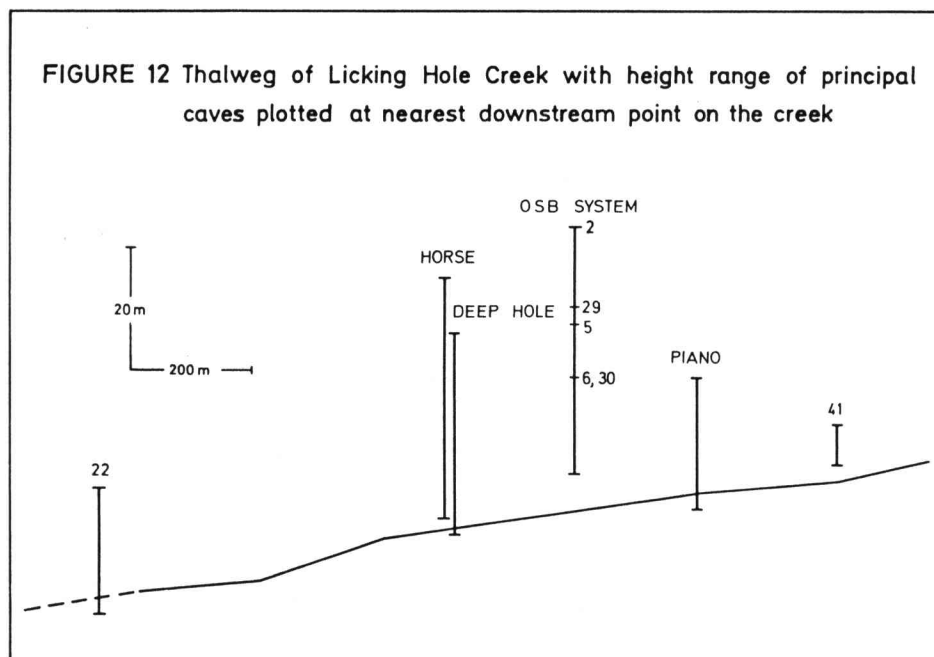 FIGURE 12 Thalweg of Licking Hole Creek with height range of principal
caves plotted at nearest downstream point on the creek
OSB SYSTEM
2
HORSE
20 m
DEEP HOLE
29
5
200 m
PIANO
6, 30
41
22